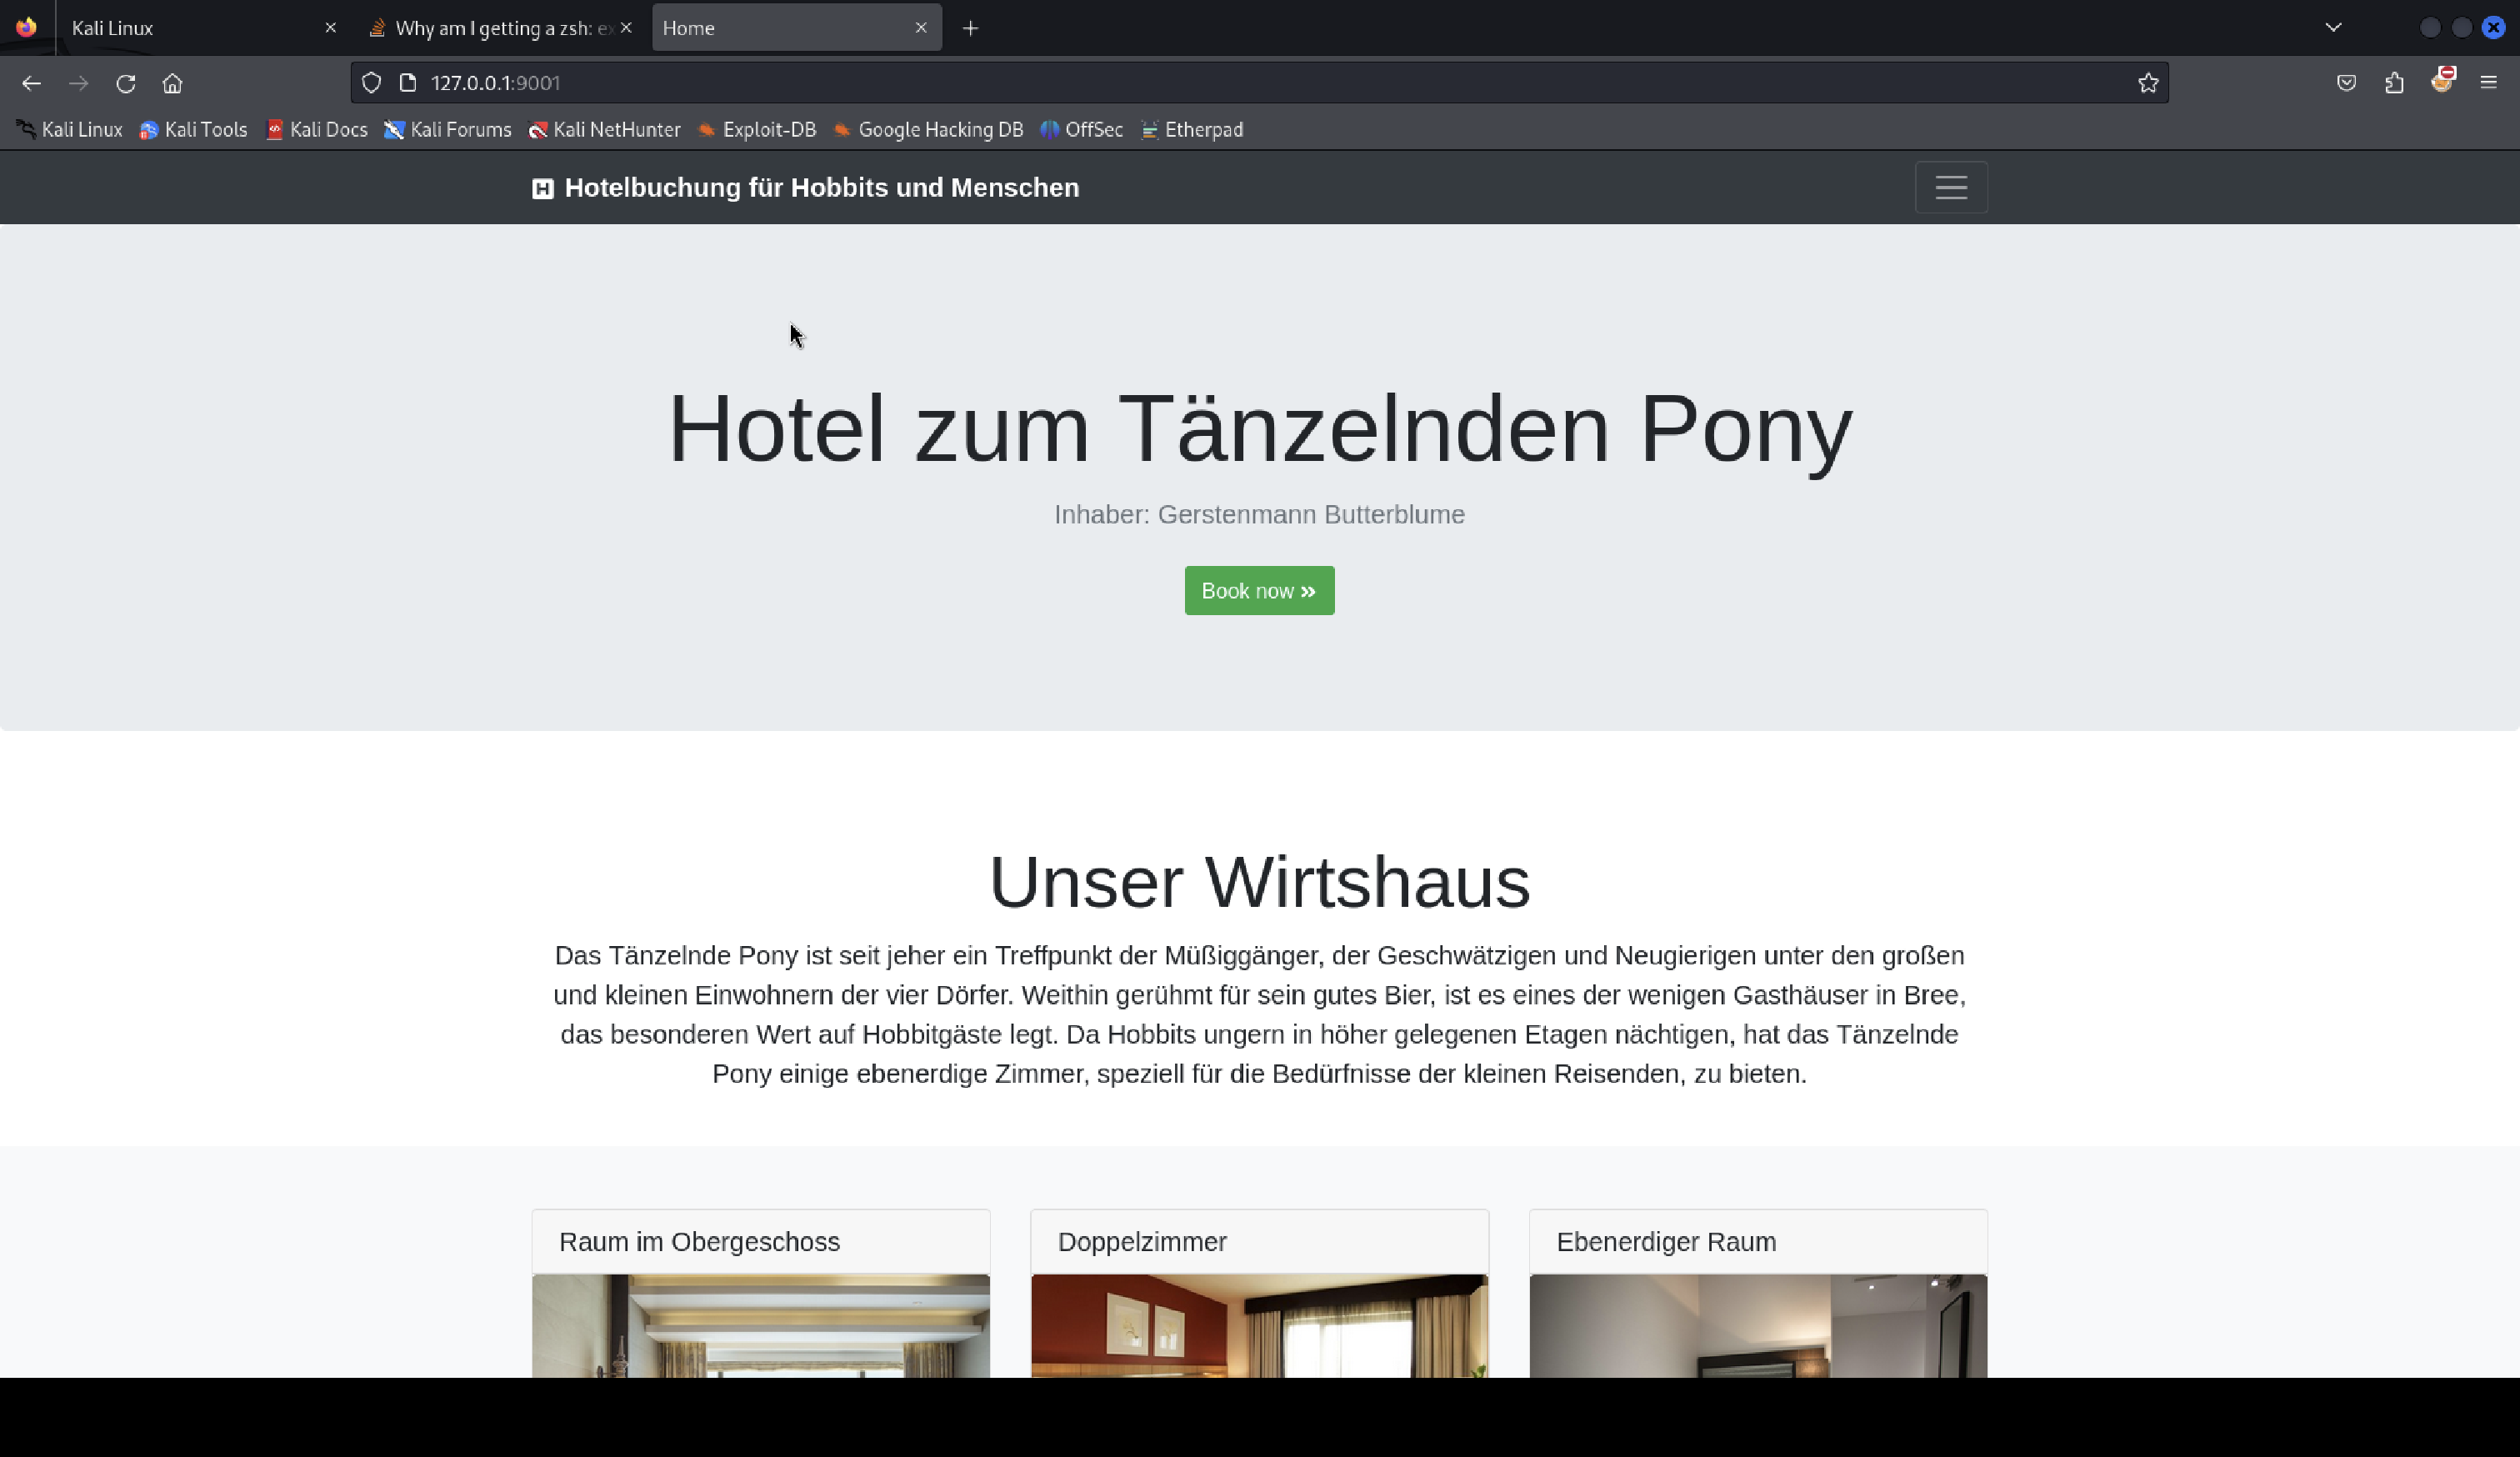 Kali Linux
Why am I getting a zsh: ex
Home
127.0.0.1:9001
Kali Linux Kali Tools Kali Docs Kali Forums Kali NetHunter Exploit-DB Google Hacking DB OffSec Etherpad
H Hotelbuchung für Hobbits und Menschen
Hotel zum Tänzelnden Pony
Inhaber: Gerstenmann Butterblume
Book now »
Unser Wirtshaus
Das Tänzelnde Pony ist seit jeher ein Treffpunkt der Müßiggänger, der Geschwätzigen und Neugierigen unter den großen
und kleinen Einwohnern der vier Dörfer. Weithin gerühmt für sein gutes Bier, ist es eines der wenigen Gasthäuser in Bree,
das besonderen Wert auf Hobbitgäste legt. Da Hobbits ungern in höher gelegenen Etagen nächtigen, hat das Tänzelnde
Pony einige ebenerdige Zimmer, speziell für die Bedürfnisse der kleinen Reisenden, zu bieten.
Raum im Obergeschoss
Doppelzimmer
Ebenerdiger Raum